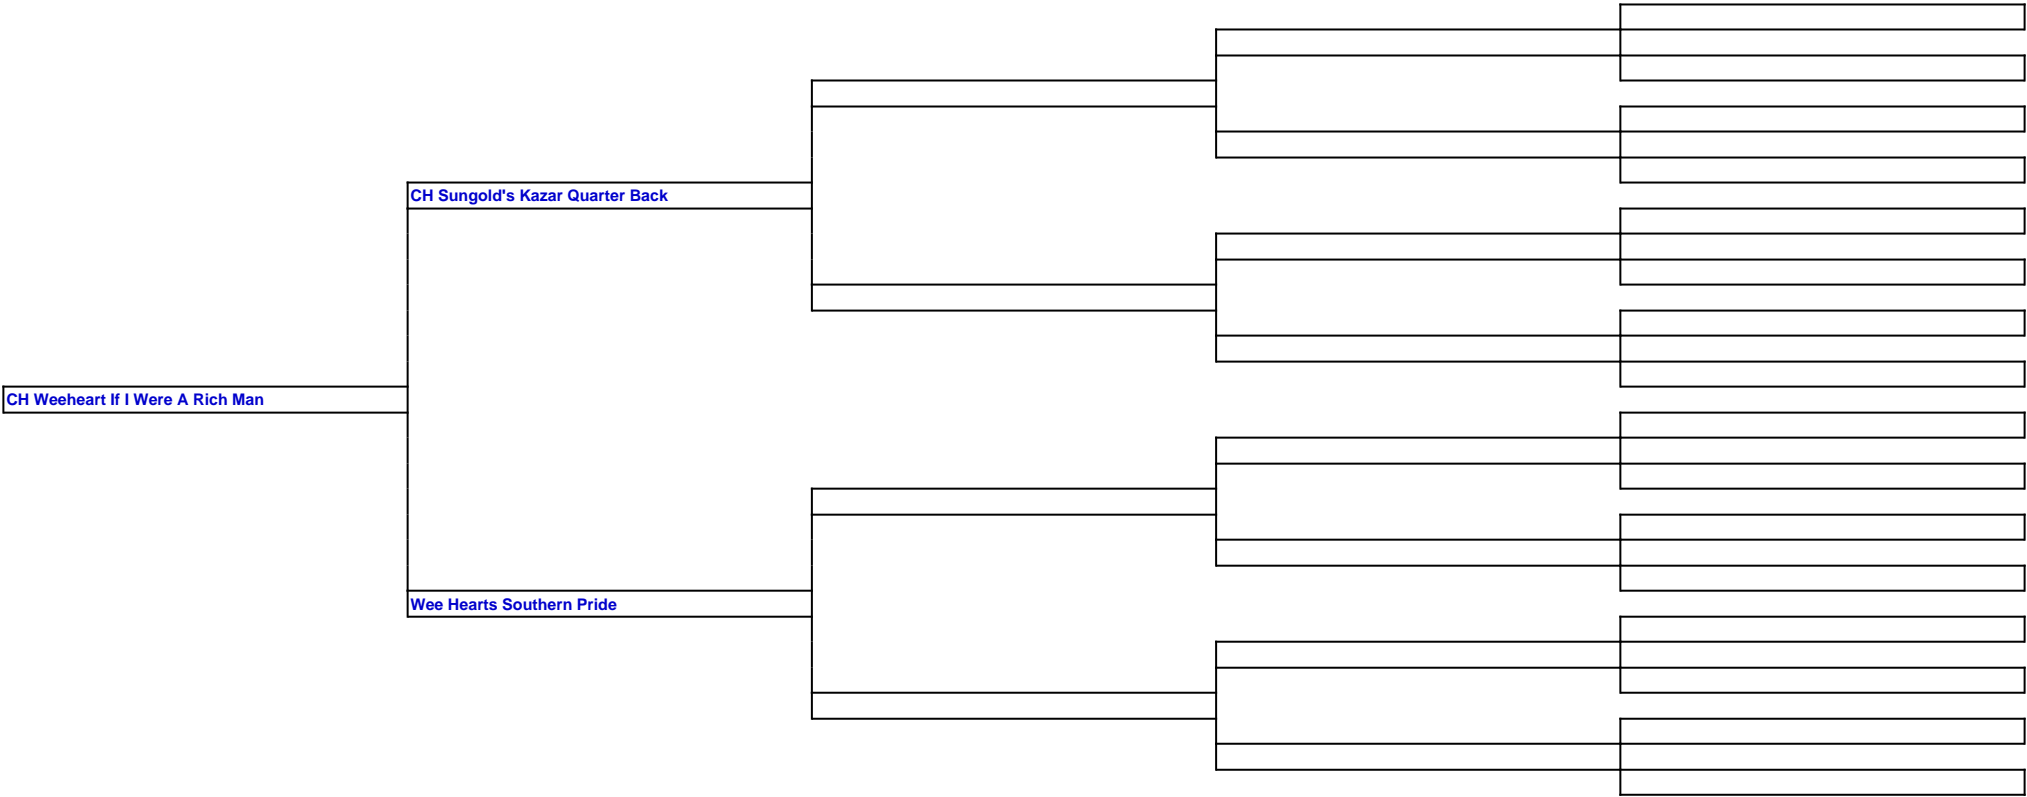 CH Sungold's Kazar Quarter Back
CH Weeheart If I Were A Rich Man
Wee Hearts Southern Pride